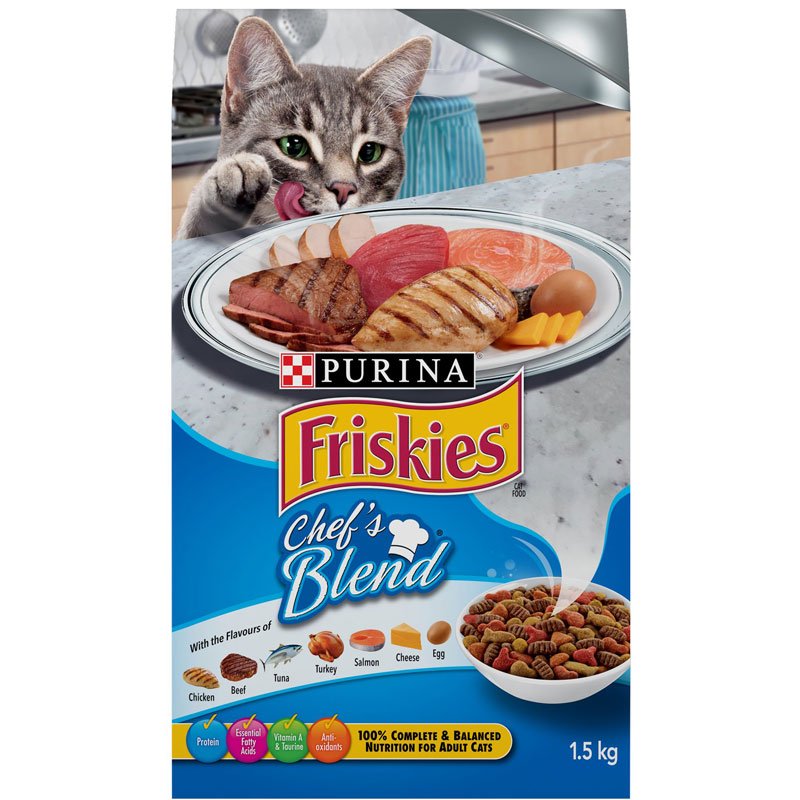 PURINA®
Friskies®
CAT
FOOD
Chef's
Blend®
With the Flavours of
Chicken
Beef
Tuna
Turkey
Salmon
Cheese
Egg
Protein
Essential
Fatty
Acids
Vitamin A
& Taurine
Anti-
oxidants
100% COMPLETE & BALANCED
NUTRITION FOR ADULT CATS
1.5 kg